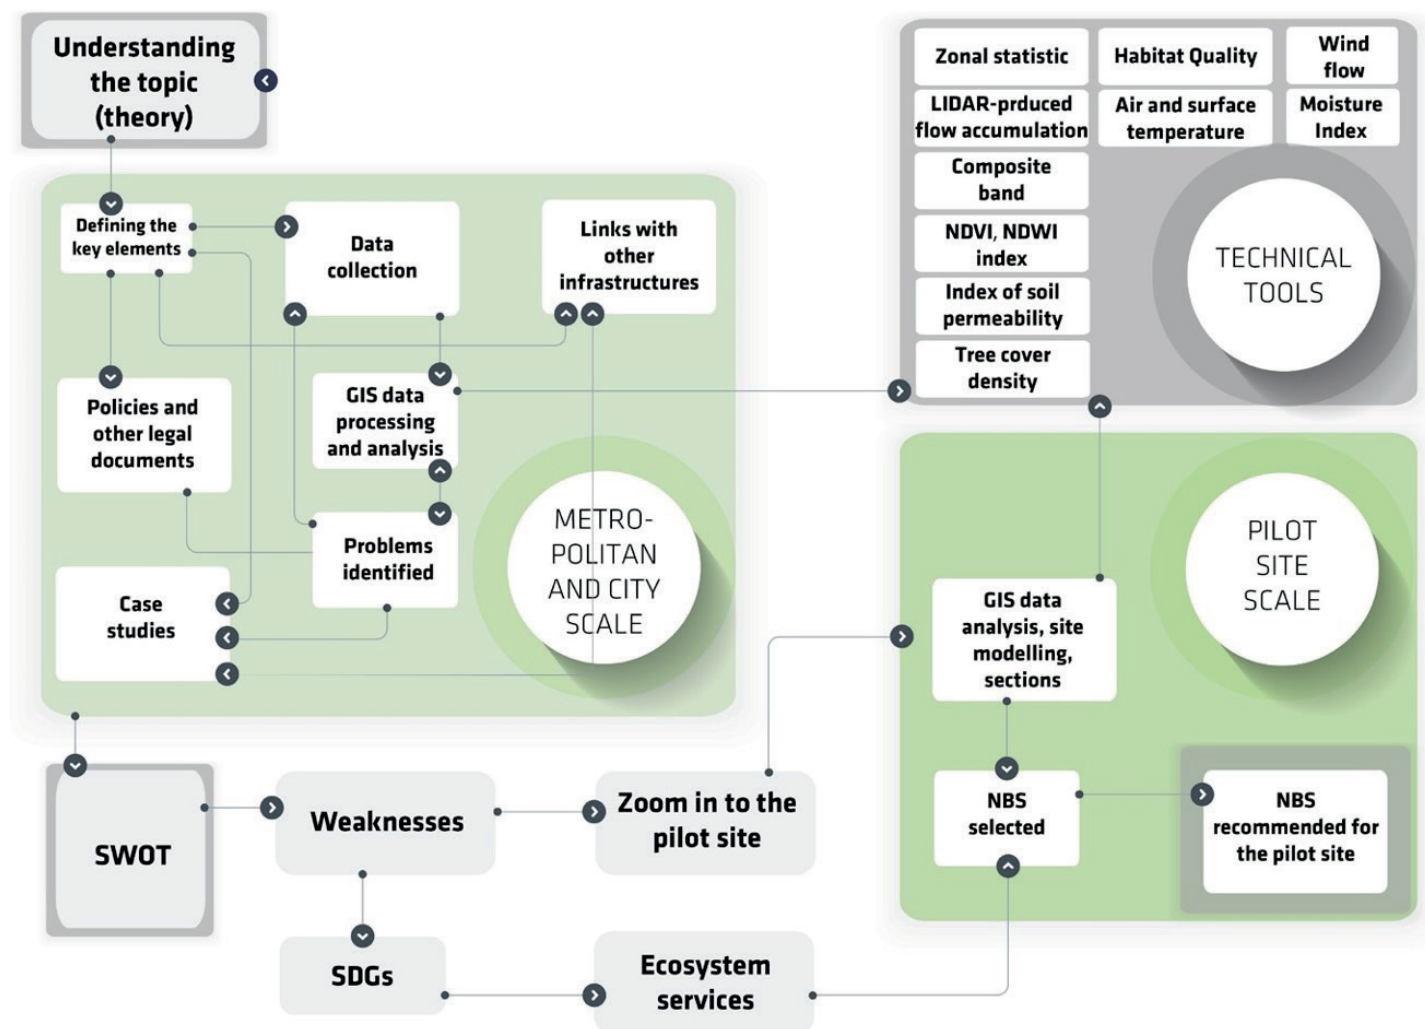 Understanding
the topic
(theory)
Defining the
key elements
Data
collection
Links with
other
infrastructures
Policies and
other legal
documents
GIS data
processing
and analysis
Problems
identified
Case
studies
METRO-
POLITAN
AND CITY
SCALE
Zonal statistic
Habitat Quality
Wind
flow
LIDAR-prduced
flow accumulation
Air and surface
temperature
Moisture
Index
Composite
band
NDVI, NDWI
index
Index of soil
permeability
Tree cover
density
TECHNICAL
TOOLS
PILOT
SITE
SCALE
GIS data
analysis, site
modelling,
sections
NBS
selected
NBS
recommended for
the pilot site
SWOT
Weaknesses
Zoom in to the
pilot site
SDGs
Ecosystem
services